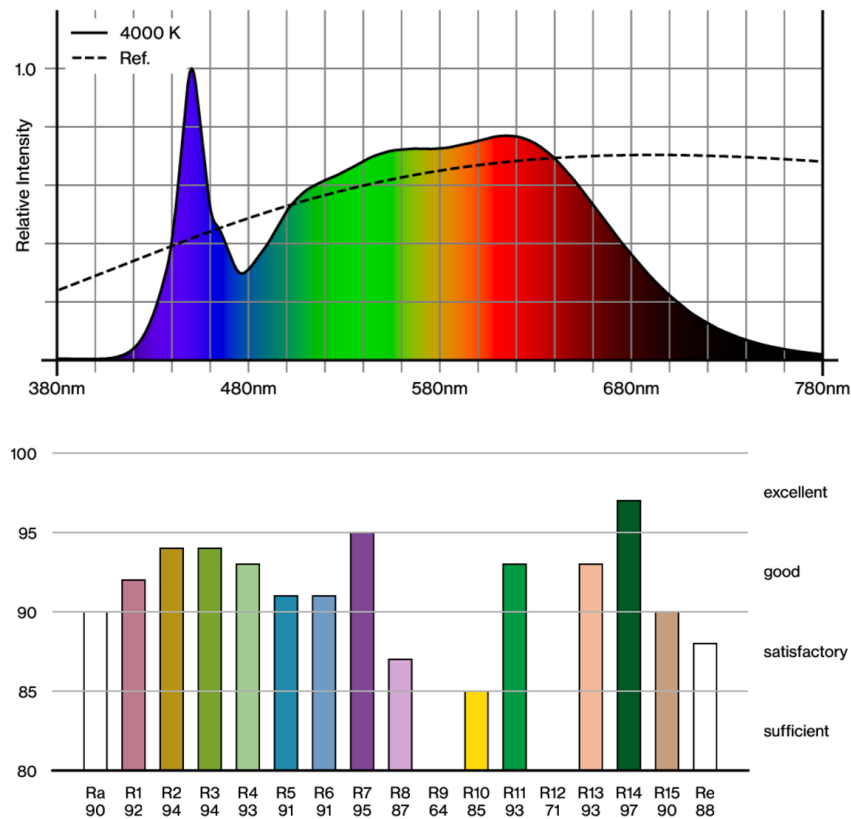 4000 K
Ref.
1.0
Relative Intensity
380nm 480nm 580nm 680nm 780nm
100
excellent
95
good
90
satisfactory
85
sufficient
80
Ra R1 R2 R3 R4 R5 R6 R7 R8 R9 R10 R11 R12 R13 R14 R15 Re
90 92 94 94 93 91 91 95 87 64 85 93 71 93 97 90 88